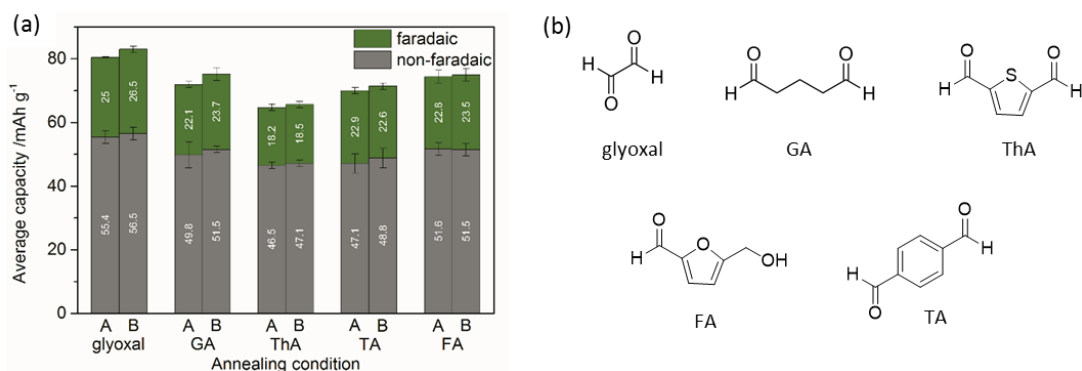 (a)
faradaic
non-faradaic
Average capacity /mAh g⁻¹
80
60
40
20
0
25
26.5
22.1
23.7
18.2
18.5
22.9
22.6
22.8
23.5
55.4
56.5
49.8
51.5
46.5
47.1
47.1
48.8
51.6
51.5
A B A B A B A B A B
glyoxal GA ThA TA FA
Annealing condition
(b)
O
H
H
O
glyoxal
O O
H H
GA
O S O
H H
ThA
O
H
O
OH
FA
O
H
H
O
TA